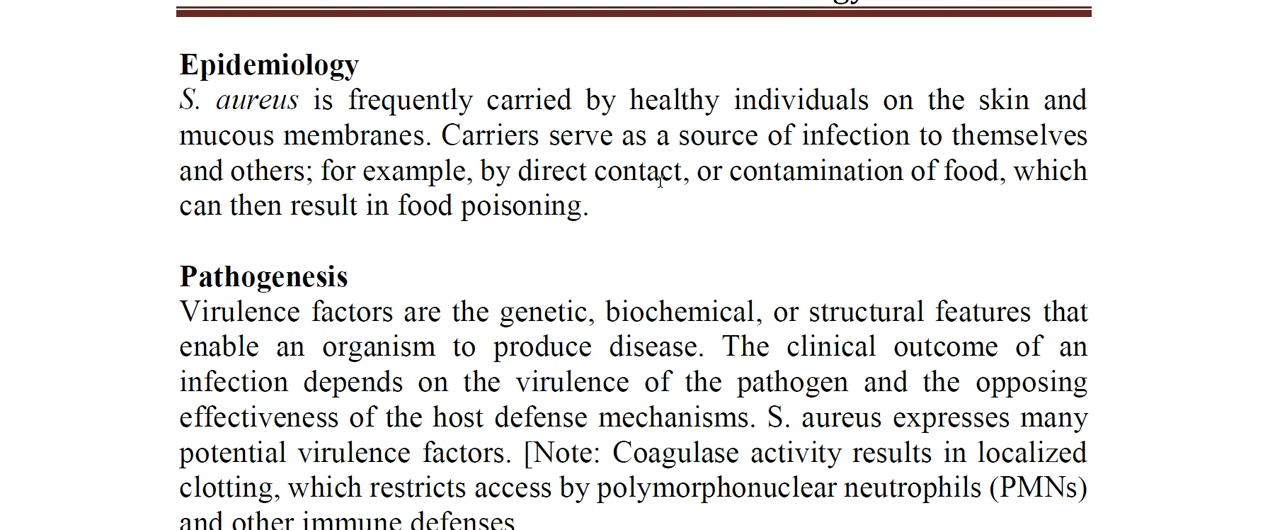 Epidemiology
S. aureus is frequently carried by healthy individuals on the skin and
mucous membranes. Carriers serve as a source of infection to themselves
and others; for example, by direct contact, or contamination of food, which
can then result in food poisoning.
Pathogenesis
Virulence factors are the genetic, biochemical, or structural features that
enable an organism to produce disease. The clinical outcome of an
infection depends on the virulence of the pathogen and the opposing
effectiveness of the host defense mechanisms. S. aureus expresses many
potential virulence factors. [Note: Coagulase activity results in localized
clotting, which restricts access by polymorphonuclear neutrophils (PMNs)
and other immune defenses